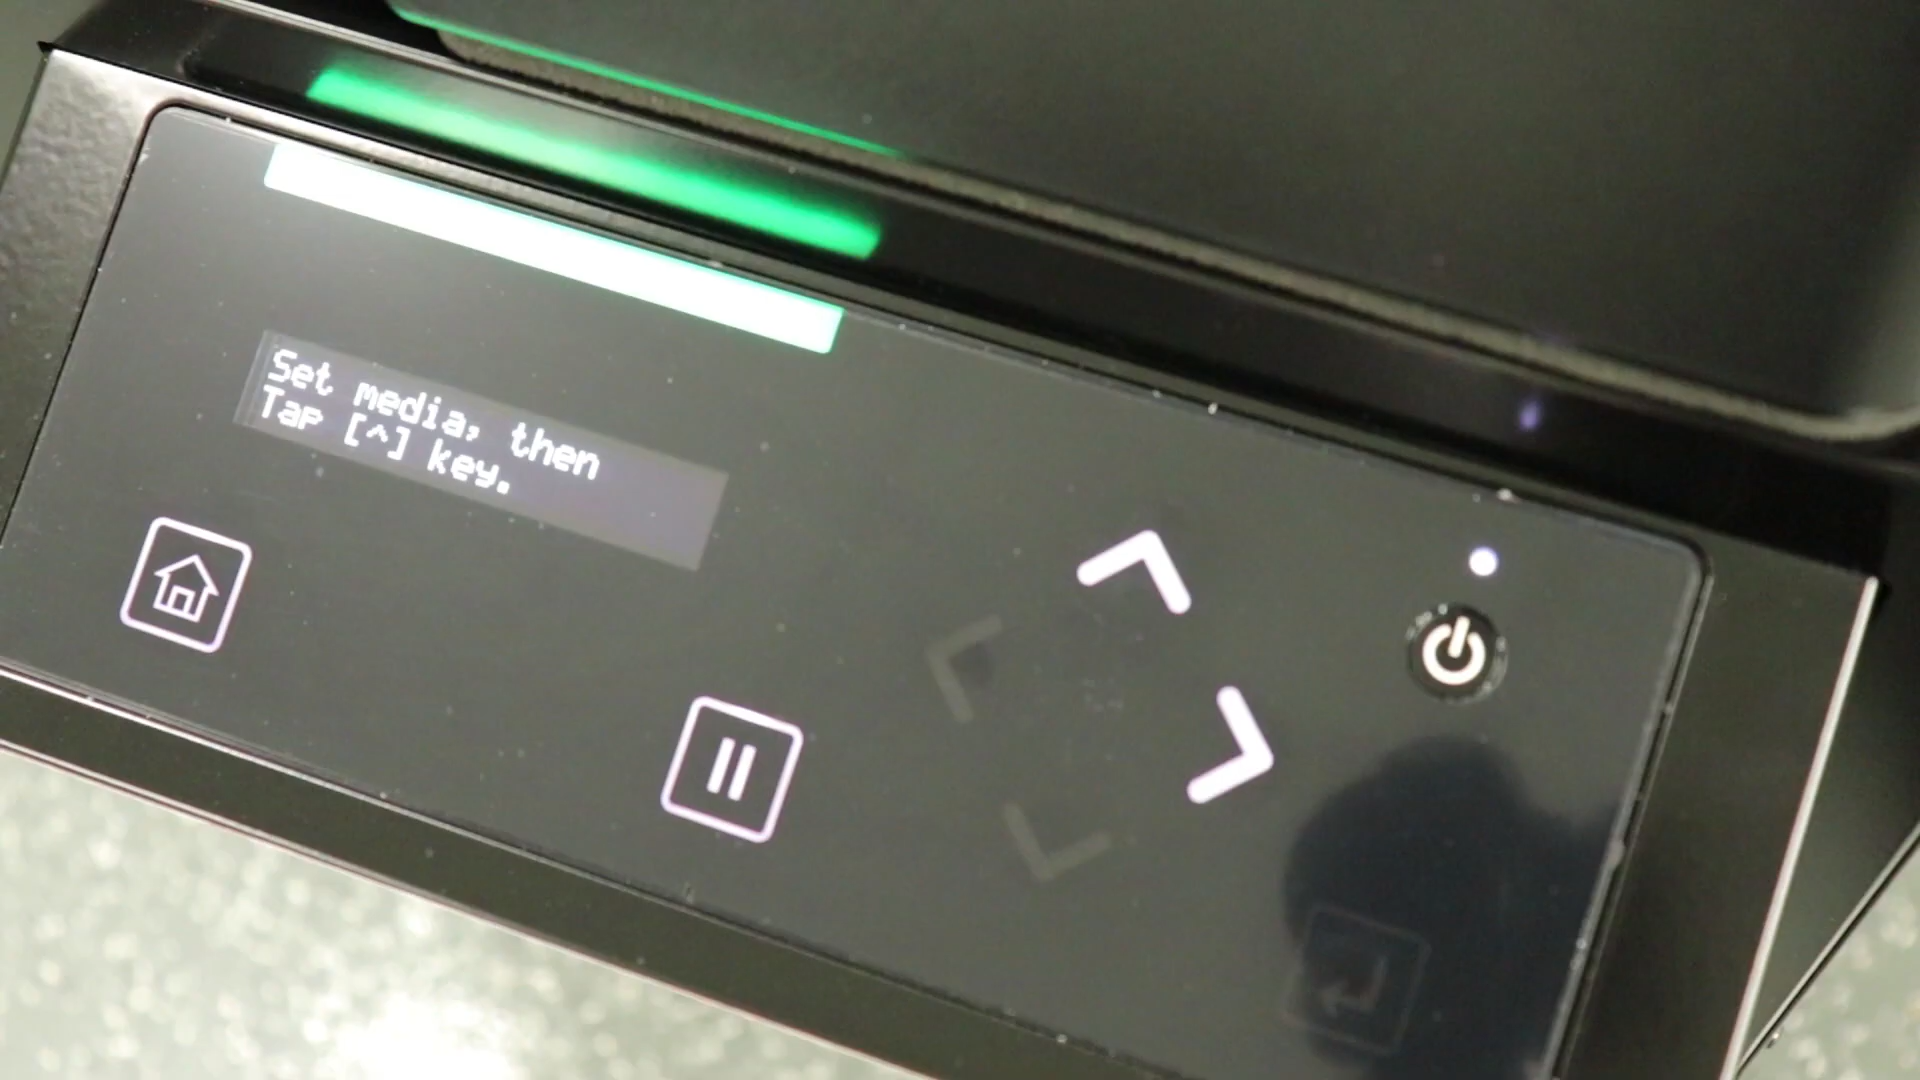 Set media, then
Tap [^] key.